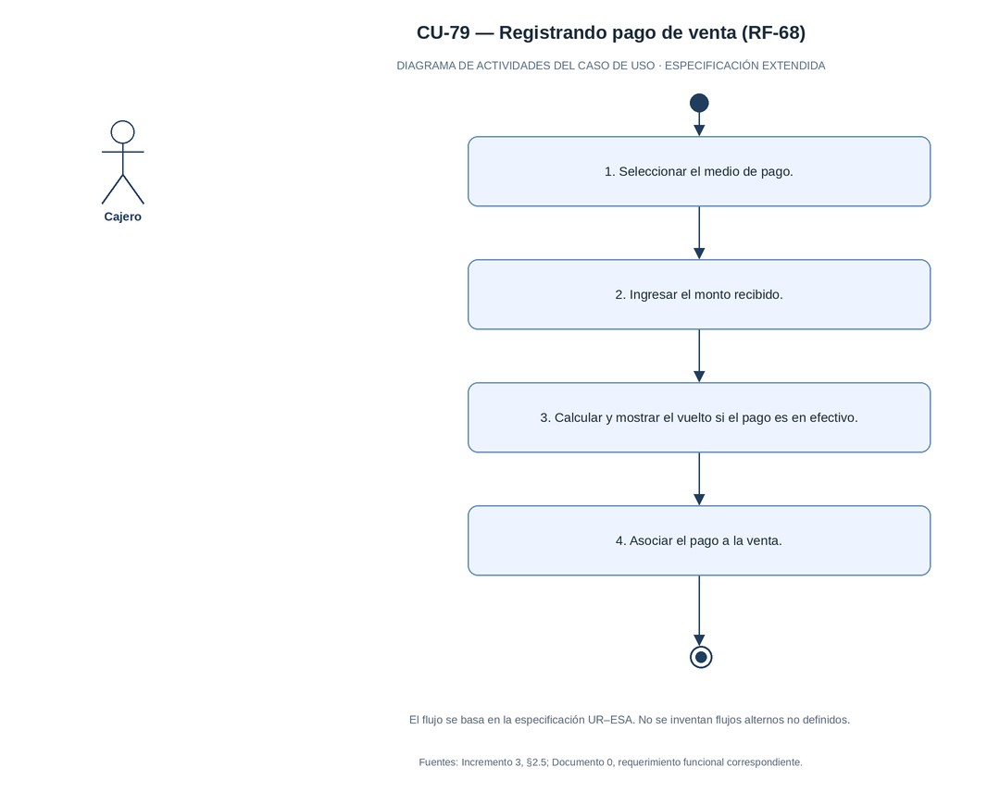 CU-79 — Registrando pago de venta (RF-68)
DIAGRAMA DE ACTIVIDADES DEL CASO DE USO · ESPECIFICACIÓN EXTENDIDA
Cajero
1. Seleccionar el medio de pago.
2. Ingresar el monto recibido.
3. Calcular y mostrar el vuelto si el pago es en efectivo.
4. Asociar el pago a la venta.
El flujo se basa en la especificación UR–ESA. No se inventan flujos alternos no definidos.
Fuentes: Incremento 3, §2.5; Documento 0, requerimiento funcional correspondiente.